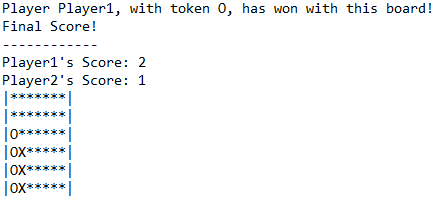 Player Player1, with token O, has won with this board!
Final Score!
------------
Player1's Score: 2
Player2's Score: 1
|*******|
|*******|
|O******|
|OX*****|
|OX*****|
|OX*****|